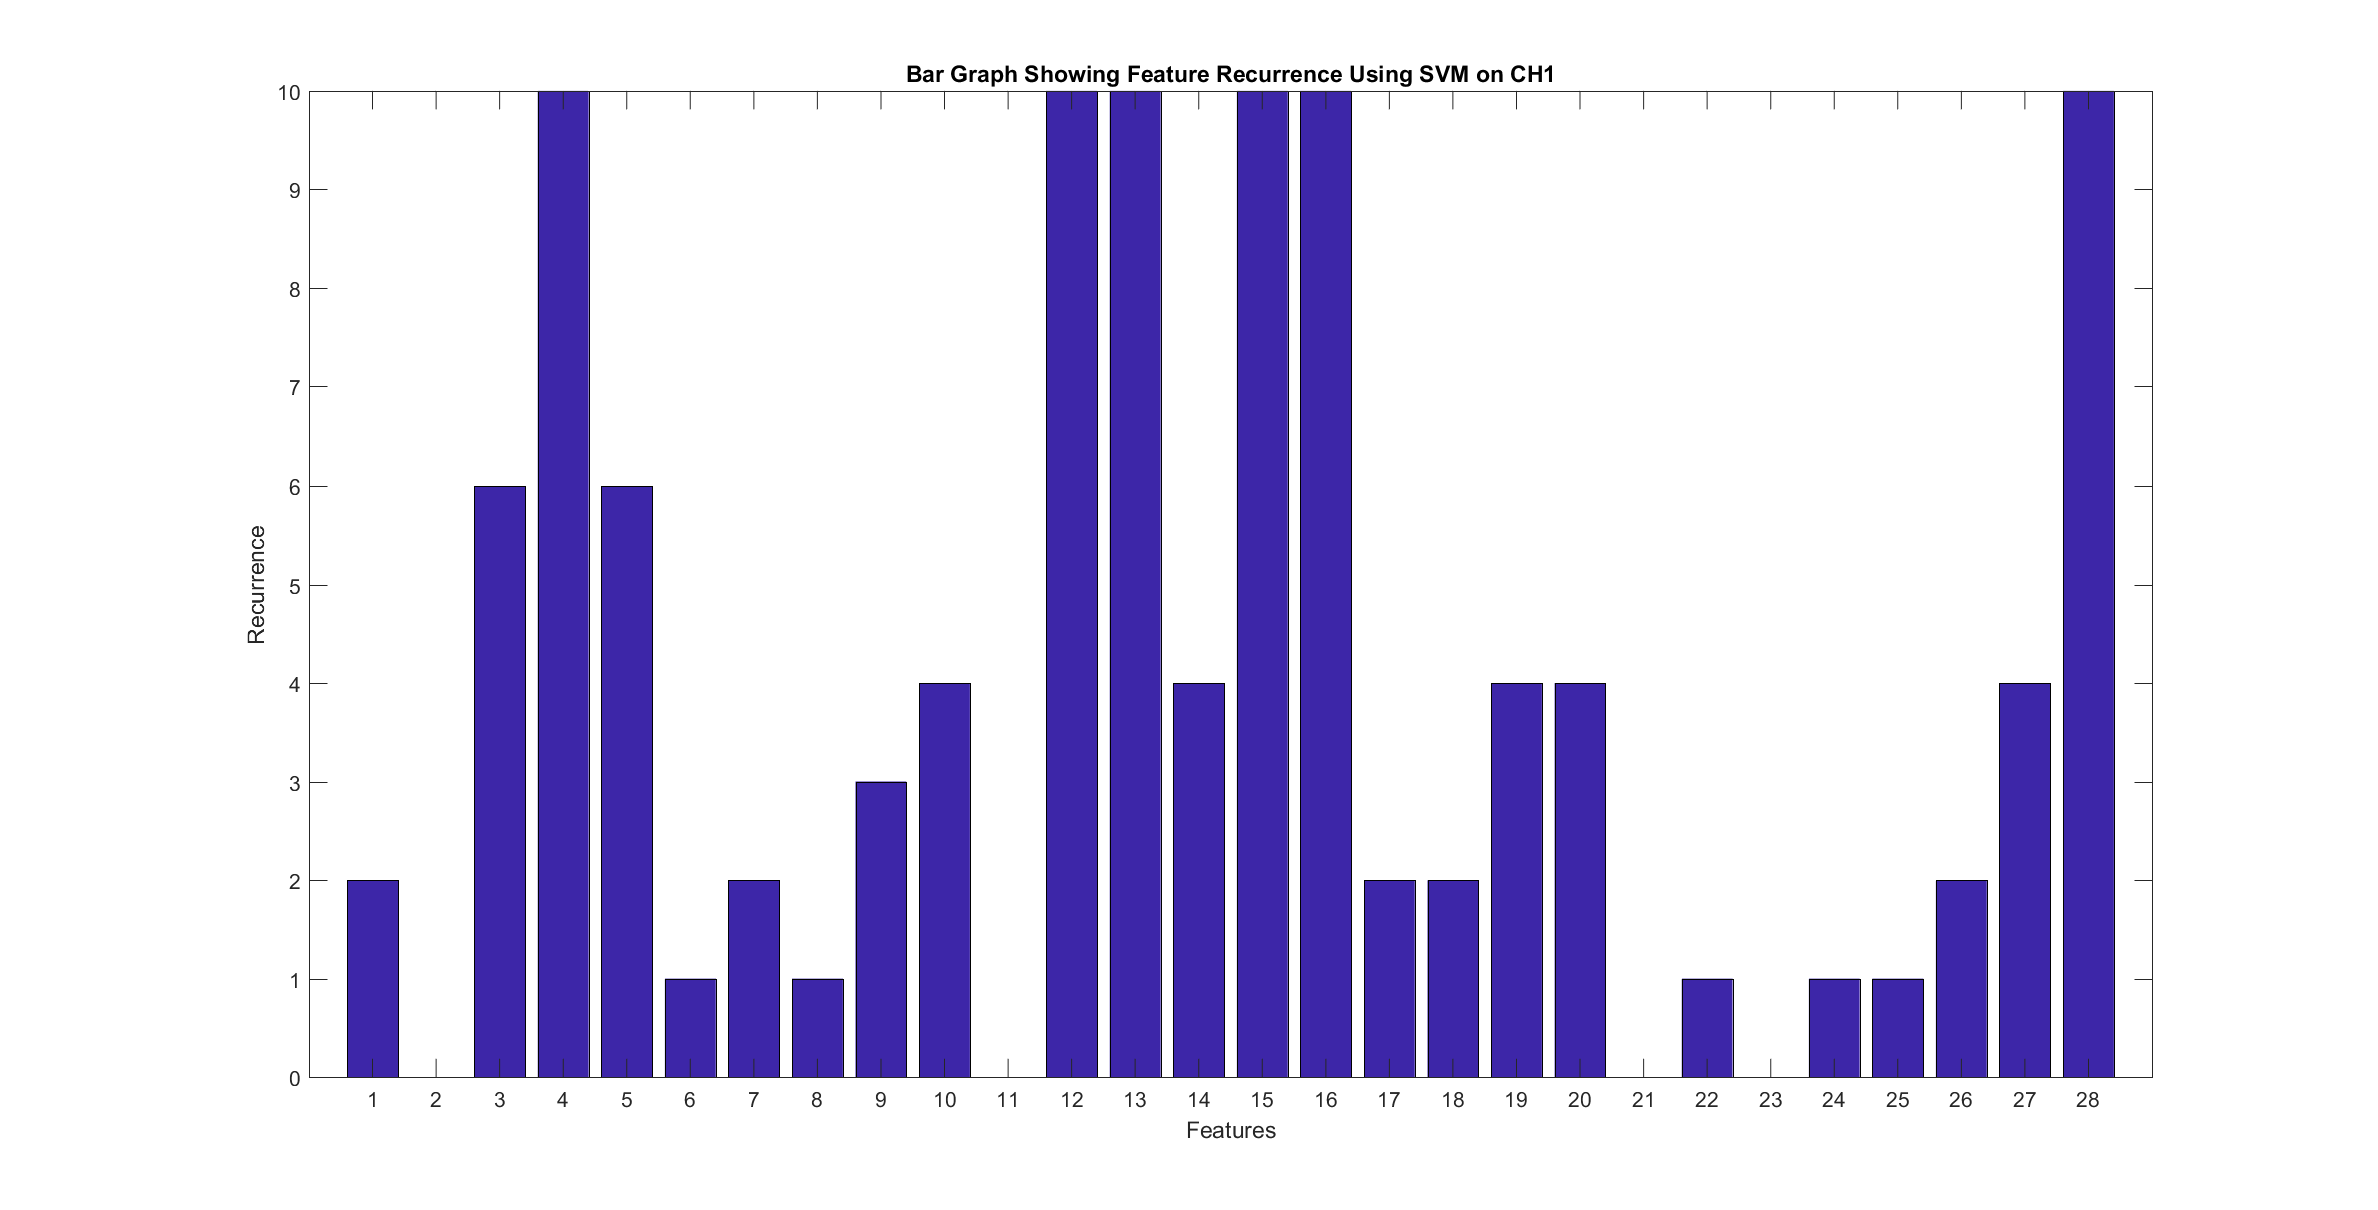 Bar Graph Showing Feature Recurrence Using SVM on CH1
10
9
8
7
6
5
4
3
2
1
0
Recurrence
1 2 3 4 5 6 7 8 9 10 11 12 13 14 15 16 17 18 19 20 21 22 23 24 25 26 27 28
Features